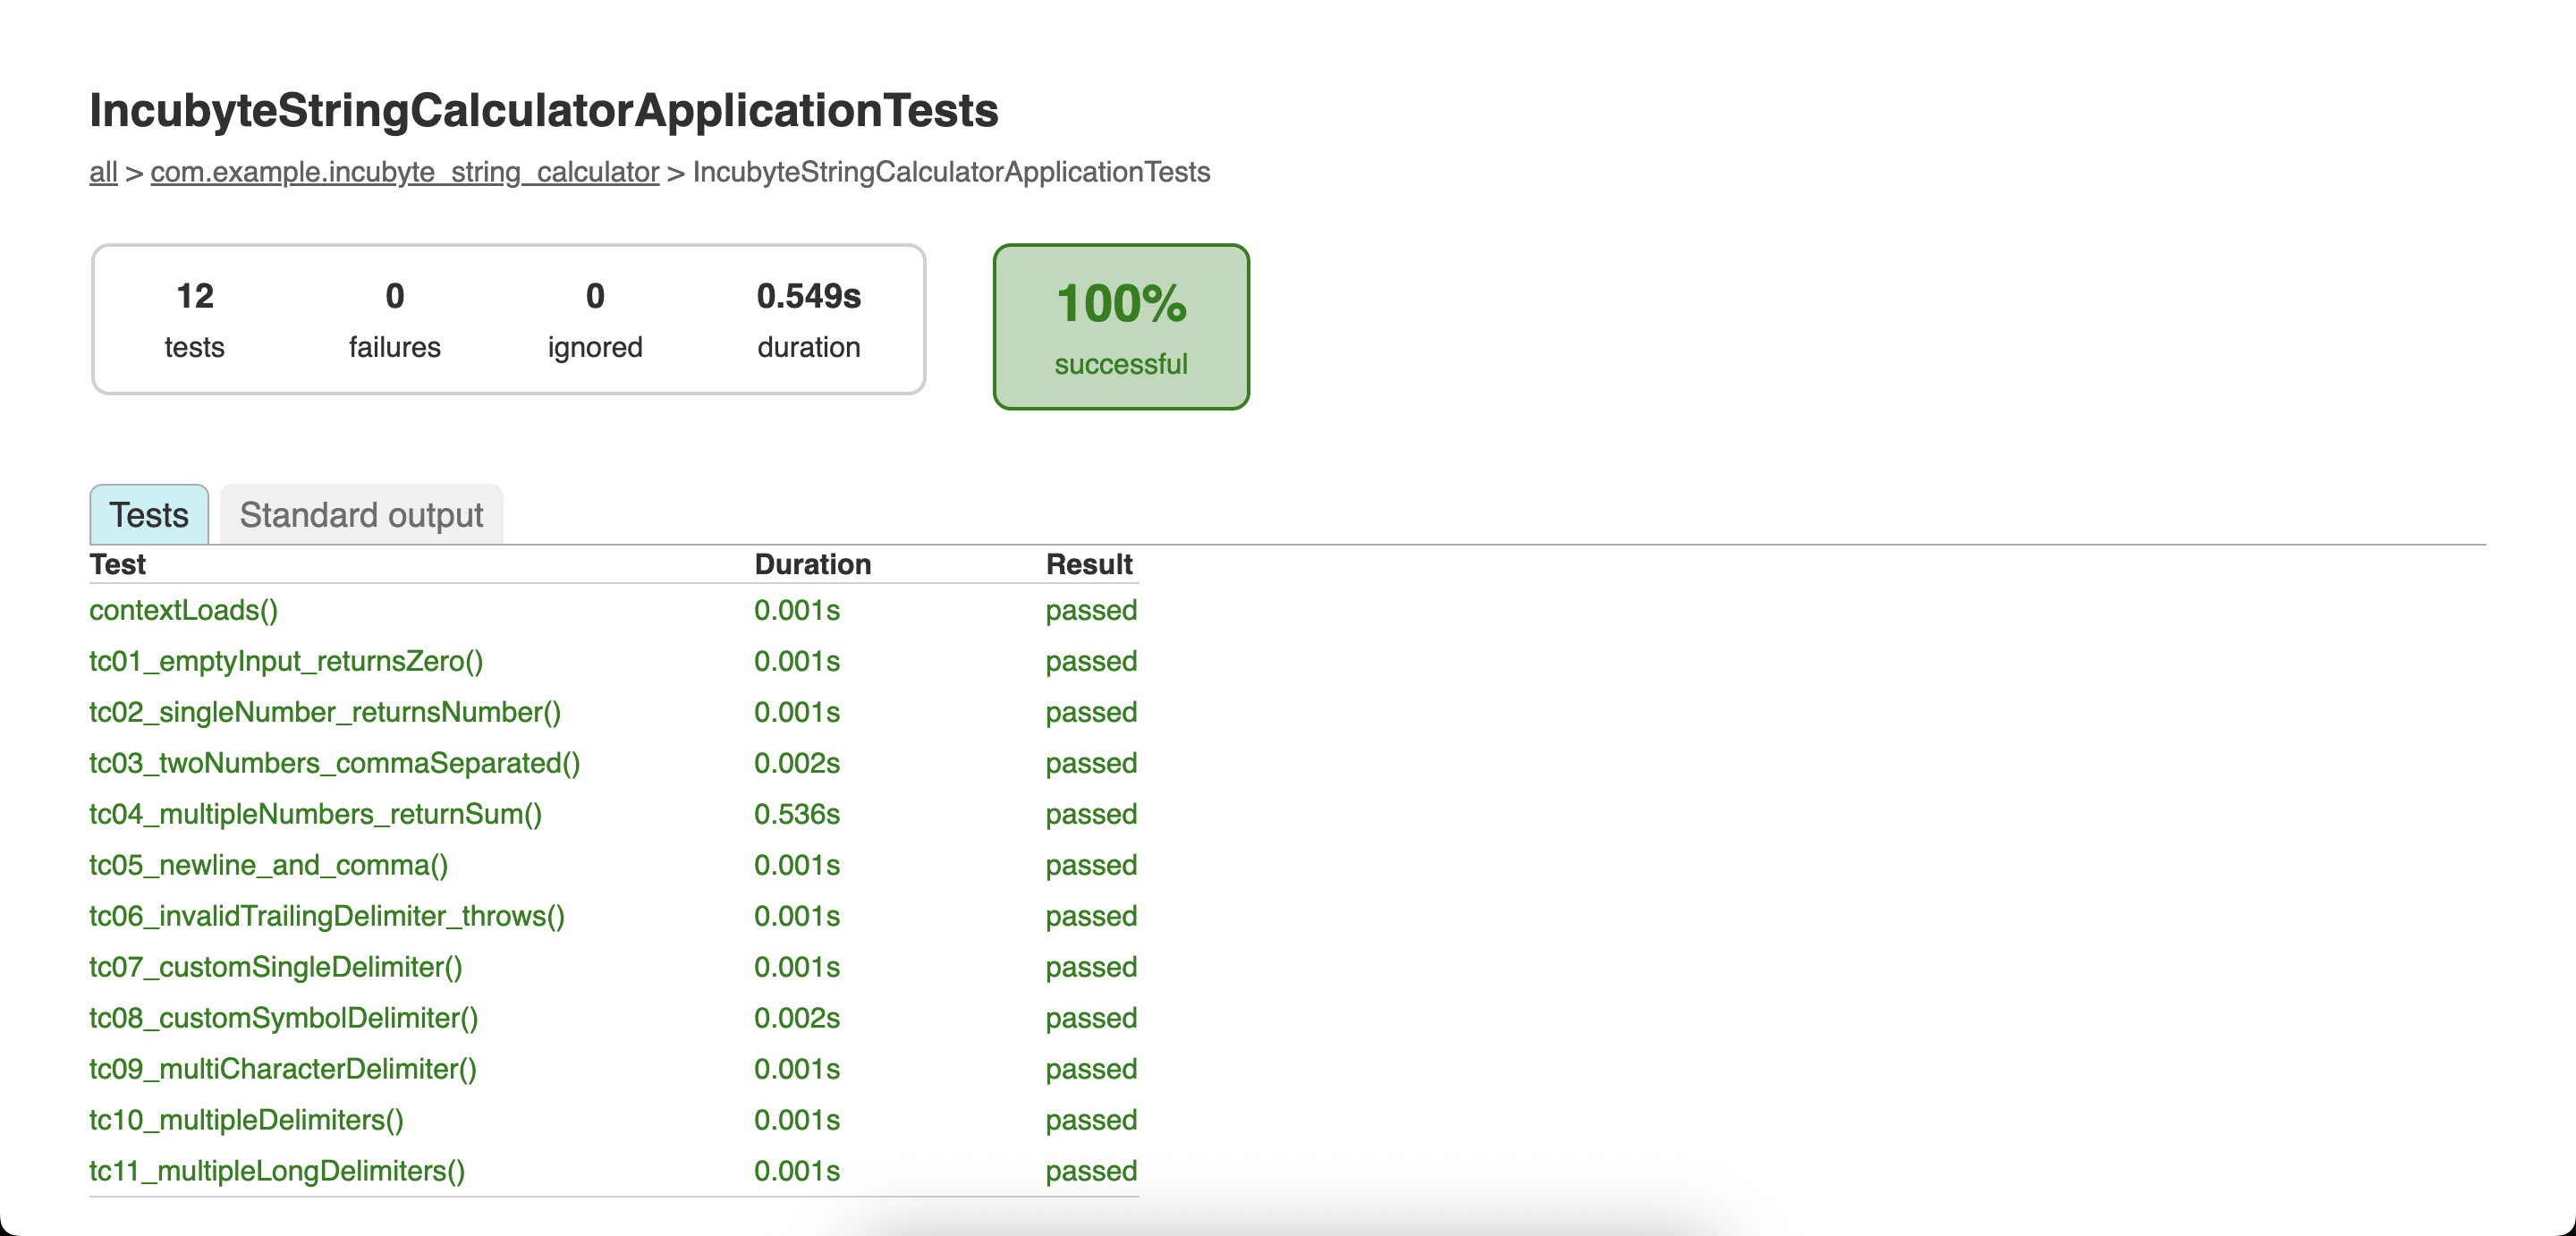 IncubyteStringCalculatorApplicationTests
all > com.example.incubyte_string_calculator > IncubyteStringCalculatorApplicationTests
12 0 0 0.549s
tests failures ignored duration
100%
successful
Tests Standard output
Test Duration Result
contextLoads() 0.001s passed
tc01_emptyInput_returnsZero() 0.001s passed
tc02_singleNumber_returnsNumber() 0.001s passed
tc03_twoNumbers_commaSeparated() 0.002s passed
tc04_multipleNumbers_returnSum() 0.536s passed
tc05_newline_and_comma() 0.001s passed
tc06_invalidTrailingDelimiter_throws() 0.001s passed
tc07_customSingleDelimiter() 0.001s passed
tc08_customSymbolDelimiter() 0.002s passed
tc09_multiCharacterDelimiter() 0.001s passed
tc10_multipleDelimiters() 0.001s passed
tc11_multipleLongDelimiters() 0.001s passed